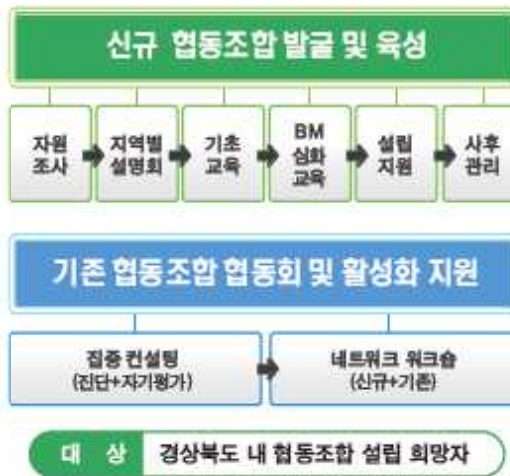 신규 협동조합 발굴 및 육성
자원
조사
지역별
설명회
기초
교육
BM
심화
교육
설립
지원
사후
관리
기존 협동조합 협동회 및 활성화 지원
집중 컨설팅
(진단+자기평가)
네트워크 워크숍
(신규+기존)
대 상 경상북도 내 협동조합 설립 희망자